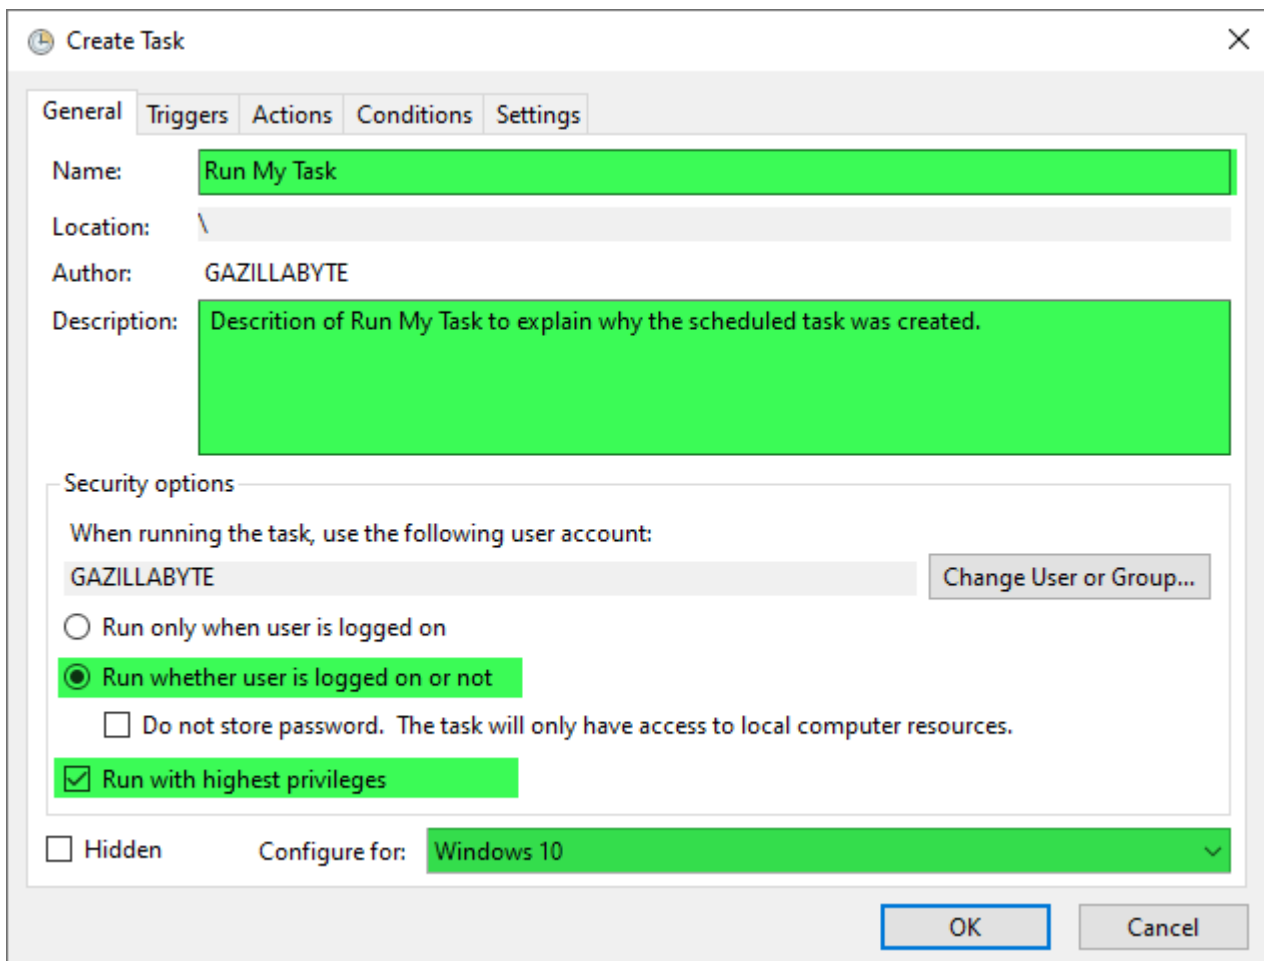 Create Task
General Triggers Actions Conditions Settings
Name: Run My Task
Location: \
Author: GAZILLABYTE
Description: Descrition of Run My Task to explain why the scheduled task was created.
Security options
When running the task, use the following user account:
GAZILLABYTE Change User or Group...
Run only when user is logged on
Run whether user is logged on or not
Do not store password. The task will only have access to local computer resources.
Run with highest privileges
Hidden Configure for: Windows 10
OK Cancel